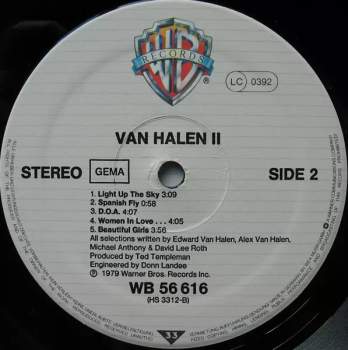 WB
RECORDS
LC 0392
VAN HALEN II
STEREO GEMA SIDE 2
1. Light Up The Sky 3:09
2. Spanish Fly 0:58
3. D.O.A. 4:07
4. Women In Love . . . 4:05
5. Beautiful Girls 3:56
All selections written by Edward Van Halen, Alex Van Halen,
Michael Anthony & David Lee Roth
Produced by Ted Templeman
Engineered by Donn Landee
℗ 1979 Warner Bros. Records Inc.
WB 56 616
(HS 3312-B)
33